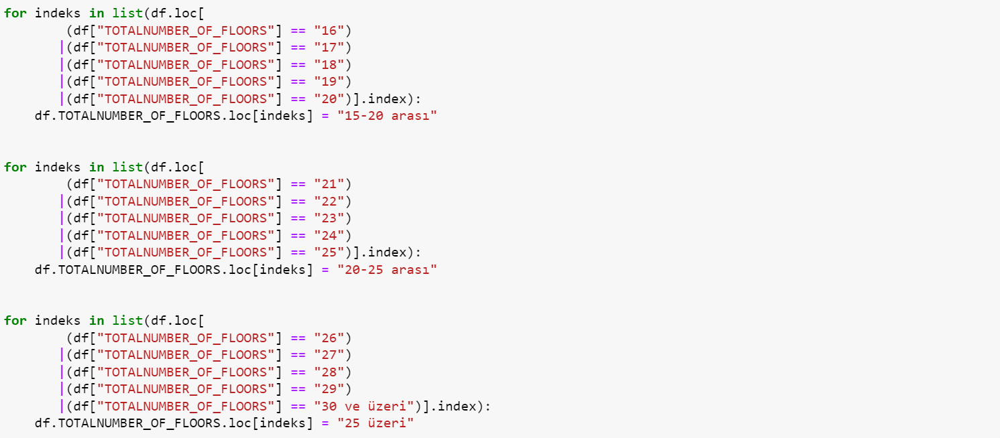 for indeks in list(df.loc[
        (df["TOTALNUMBER_OF_FLOORS"] == "16")
       |(df["TOTALNUMBER_OF_FLOORS"] == "17")
       |(df["TOTALNUMBER_OF_FLOORS"] == "18")
       |(df["TOTALNUMBER_OF_FLOORS"] == "19")
       |(df["TOTALNUMBER_OF_FLOORS"] == "20")].index):
    df.TOTALNUMBER_OF_FLOORS.loc[indeks] = "15-20 arası"
for indeks in list(df.loc[
        (df["TOTALNUMBER_OF_FLOORS"] == "21")
       |(df["TOTALNUMBER_OF_FLOORS"] == "22")
       |(df["TOTALNUMBER_OF_FLOORS"] == "23")
       |(df["TOTALNUMBER_OF_FLOORS"] == "24")
       |(df["TOTALNUMBER_OF_FLOORS"] == "25")].index):
    df.TOTALNUMBER_OF_FLOORS.loc[indeks] = "20-25 arası"
for indeks in list(df.loc[
        (df["TOTALNUMBER_OF_FLOORS"] == "26")
       |(df["TOTALNUMBER_OF_FLOORS"] == "27")
       |(df["TOTALNUMBER_OF_FLOORS"] == "28")
       |(df["TOTALNUMBER_OF_FLOORS"] == "29")
       |(df["TOTALNUMBER_OF_FLOORS"] == "30 ve üzeri")].index):
    df.TOTALNUMBER_OF_FLOORS.loc[indeks] = "25 üzeri"